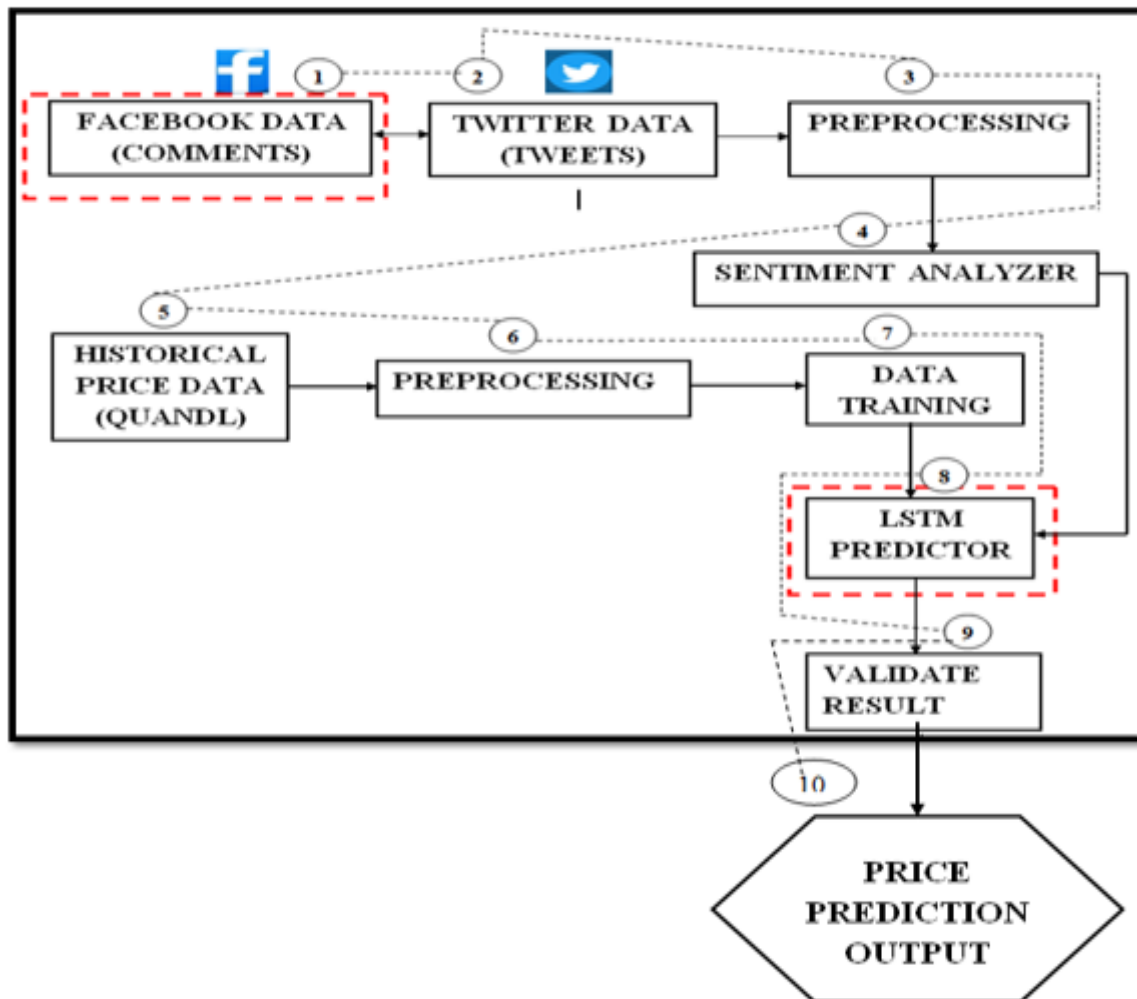 1
2
3
FACEBOOK DATA
(COMMENTS)
TWITTER DATA
(TWEETS)
PREPROCESSING
4
SENTIMENT ANALYZER
5
6
7
HISTORICAL
PRICE DATA
(QUANDL)
PREPROCESSING
DATA
TRAINING
8
LSTM
PREDICTOR
9
VALIDATE
RESULT
10
PRICE
PREDICTION
OUTPUT